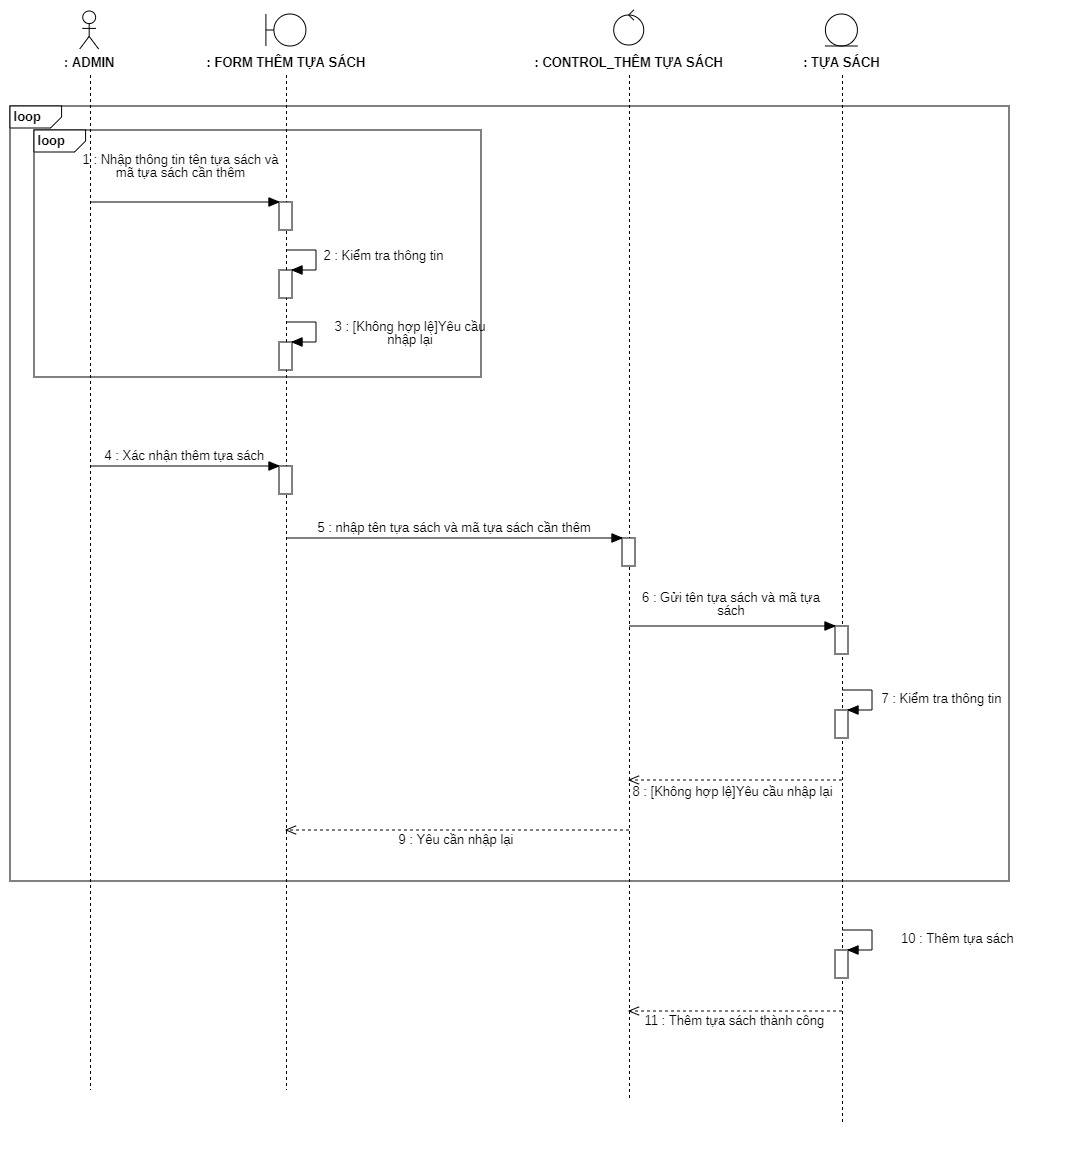 : ADMIN
: FORM THÊM TỰA SÁCH
: CONTROL_THÊM TỰA SÁCH
: TỰA SÁCH
loop
loop
1 : Nhập thông tin tên tựa sách và
mã tựa sách cần thêm
2 : Kiểm tra thông tin
3 : [Không hợp lệ]Yêu cầu
nhập lại
4 : Xác nhận thêm tựa sách
5 : nhập tên tựa sách và mã tựa sách cần thêm
6 : Gửi tên tựa sách và mã tựa
sách
7 : Kiểm tra thông tin
8 : [Không hợp lệ]Yêu cầu nhập lại
9 : Yêu cần nhập lại
10 : Thêm tựa sách
11 : Thêm tựa sách thành công